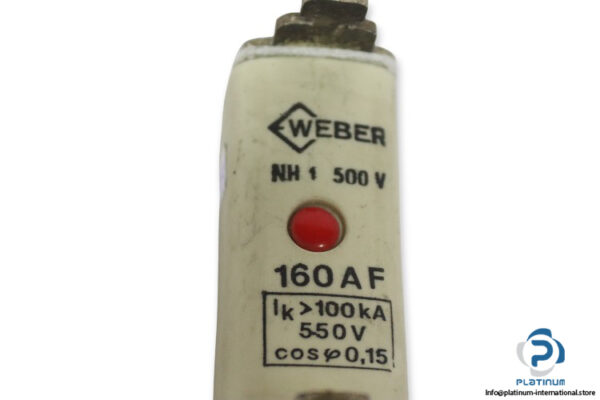 WEBER
NH 1 500 V
160 A F
Ik > 100 kA
550 V
cos φ 0,15
PLATINUM
Info@platinum-international.store